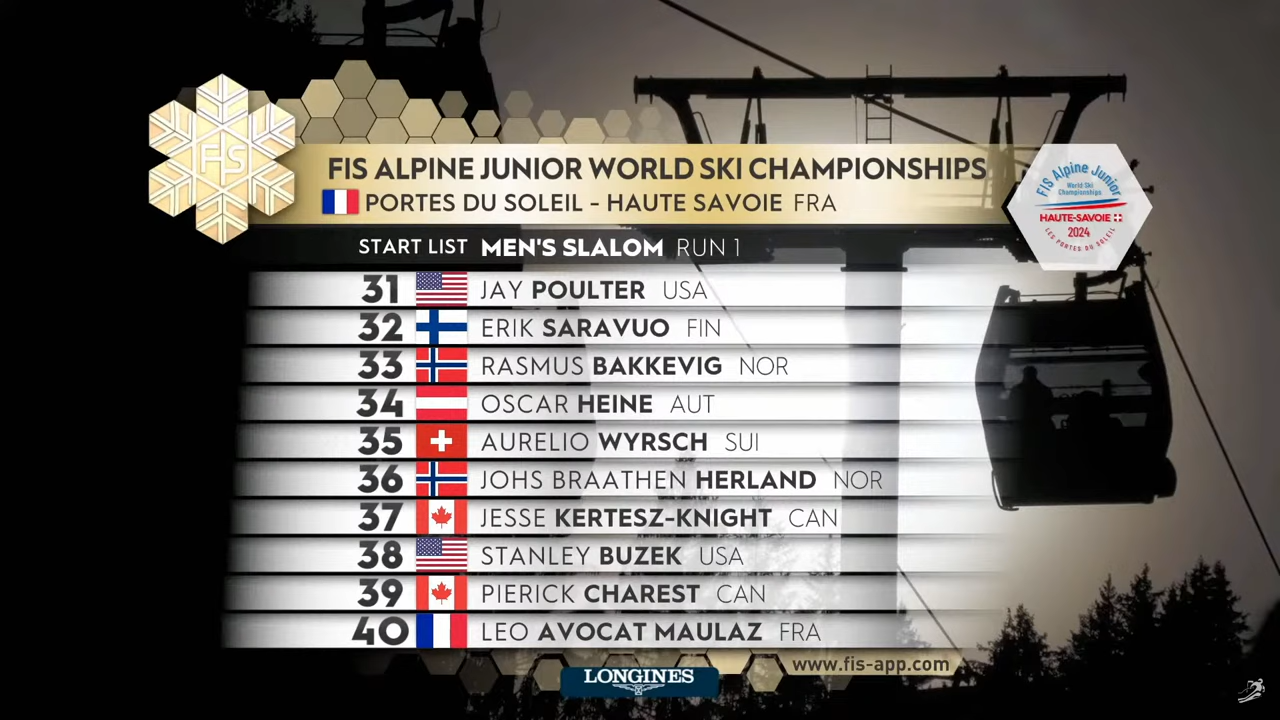 FIS
FIS ALPINE JUNIOR WORLD SKI CHAMPIONSHIPS
PORTES DU SOLEIL - HAUTE SAVOIE FRA
FIS Alpine Junior
World Ski
Championships
HAUTE-SAVOIE
2024
LES PORTES DU SOLEIL
START LIST MEN'S SLALOM RUN 1
31 JAY POULTER USA
32 ERIK SARAVUO FIN
33 RASMUS BAKKEVIG NOR
34 OSCAR HEINE AUT
35 AURELIO WYRSCH SUI
36 JOHS BRAATHEN HERLAND NOR
37 JESSE KERTESZ-KNIGHT CAN
38 STANLEY BUZEK USA
39 PIERICK CHAREST CAN
40 LEO AVOCAT MAULAZ FRA
www.fis-app.com
LONGINES